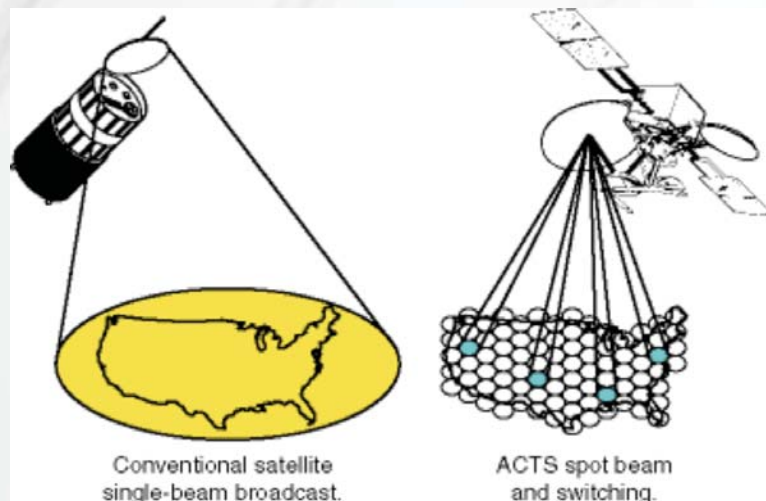 Conventional satellite
single-beam broadcast.
ACTS spot beam
and switching.